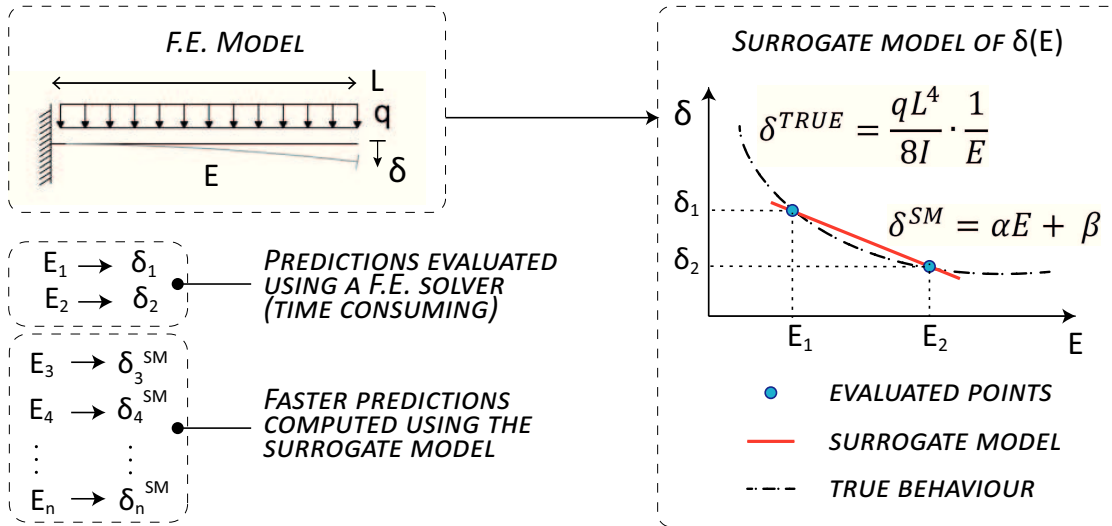 F.E. Model
L
q
E
δ
E₁ → δ₁
E₂ → δ₂
Predictions evaluated
using a F.E. solver
(time consuming)
E₃ → δ₃ˢᴹ
E₄ → δ₄ˢᴹ
⋮ ⋮
Eₙ → δₙˢᴹ
Faster predictions
computed using the
surrogate model
Surrogate model of δ(E)
δ
δ^TRUE = qL⁴/8I · 1/E
δ₁
δ^SM = αE + β
δ₂
E₁ E₂ E
evaluated points
surrogate model
true behaviour